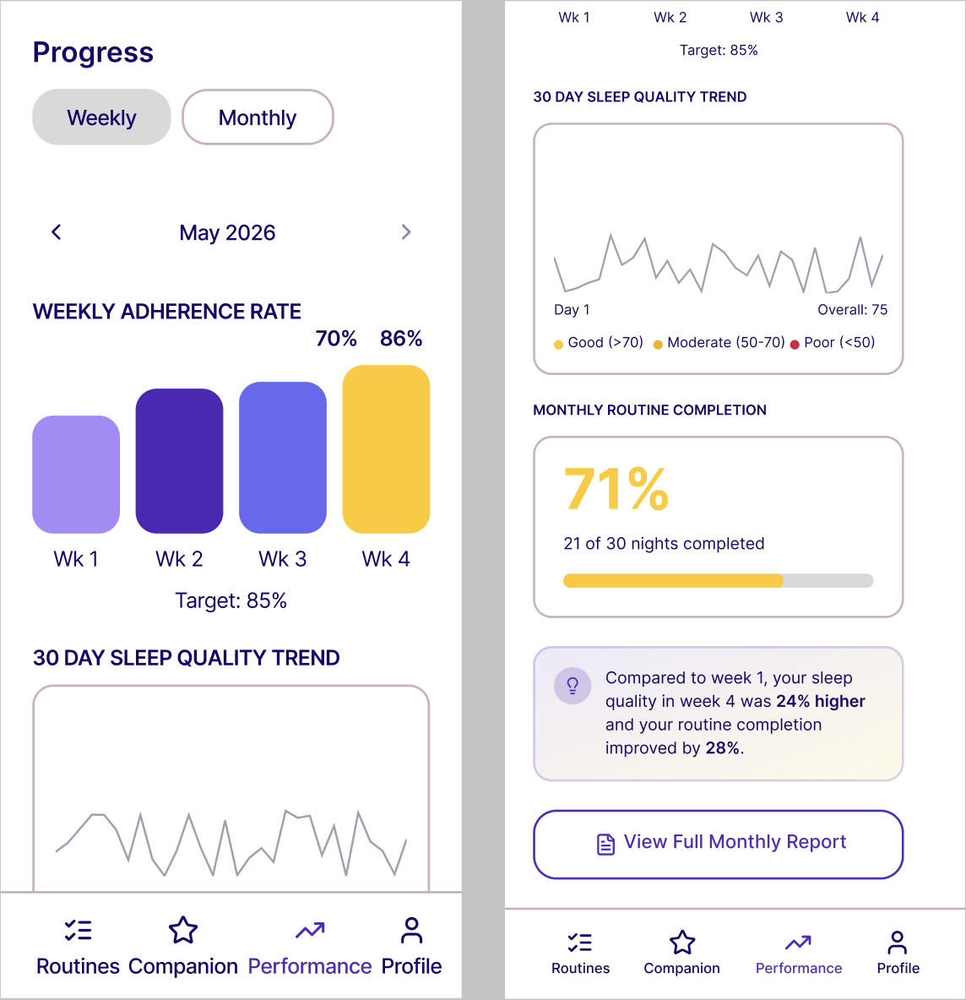 Progress
Weekly
Monthly
May 2026
WEEKLY ADHERENCE RATE
70%
86%
Wk 1
Wk 2
Wk 3
Wk 4
Target: 85%
30 DAY SLEEP QUALITY TREND
Routines
Companion
Performance
Profile
Wk 1
Wk 2
Wk 3
Wk 4
Target: 85%
30 DAY SLEEP QUALITY TREND
Day 1
Overall: 75
Good (>70)
Moderate (50-70)
Poor (<50)
MONTHLY ROUTINE COMPLETION
71%
21 of 30 nights completed
Compared to week 1, your sleep
quality in week 4 was 24% higher
and your routine completion
improved by 28%.
View Full Monthly Report
Routines
Companion
Performance
Profile